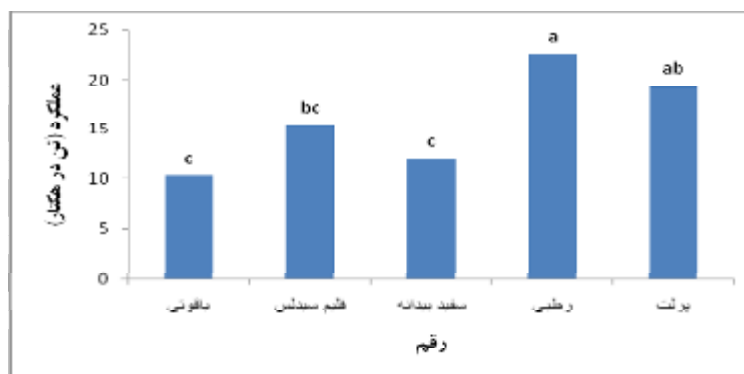 عملکرد (تن در هکتار)
25
20
15
10
5
0
c
bc
c
a
ab
یاقوتی
فلیم سیدلس
سفید بیدانه
رطبی
پرلت
رقم